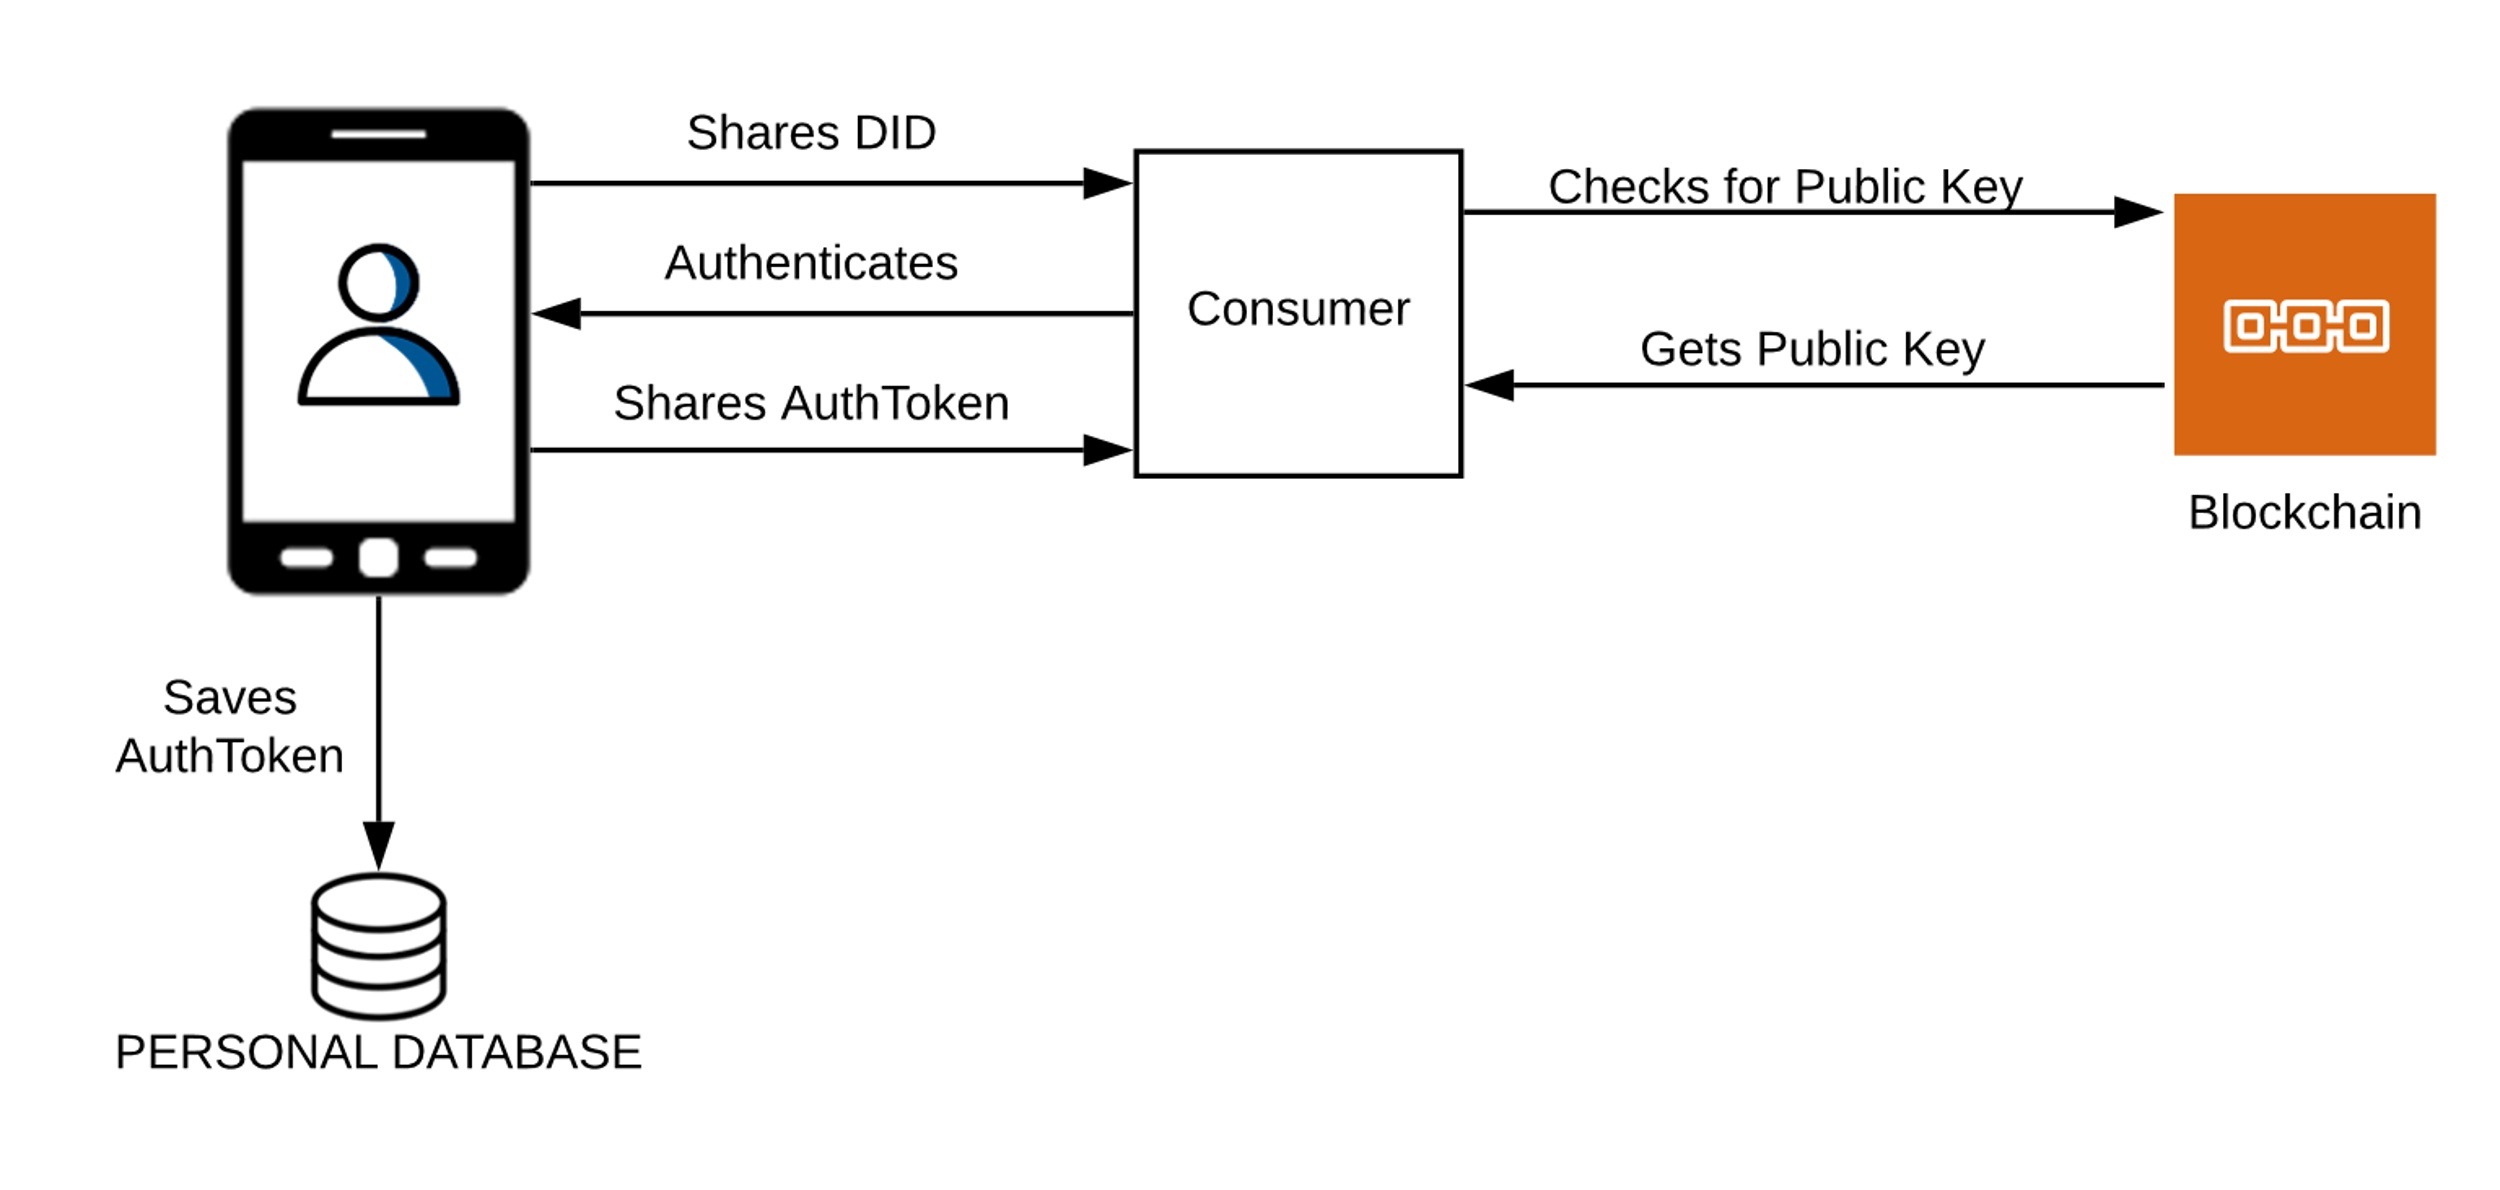 Shares DID
Checks for Public Key
Authenticates
Consumer
Gets Public Key
Shares AuthToken
Blockchain
Saves
AuthToken
PERSONAL DATABASE